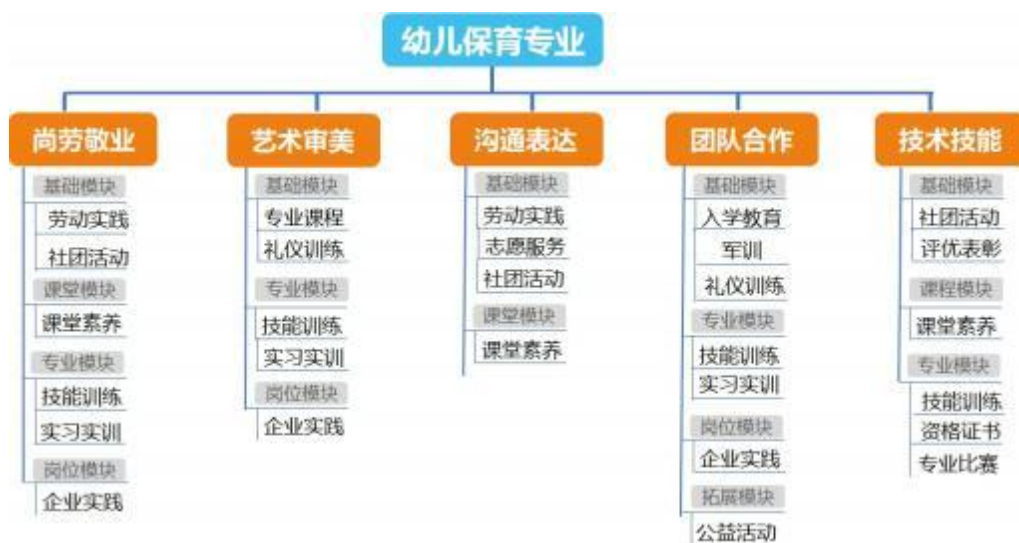 幼儿保育专业
尚劳敬业
基础模块
劳动实践
社团活动
课堂模块
课堂素养
专业模块
技能训练
实习实训
岗位模块
企业实践
艺术审美
基础模块
专业课程
礼仪训练
专业模块
技能训练
实习实训
岗位模块
企业实践
沟通表达
基础模块
劳动实践
志愿服务
社团活动
课堂模块
课堂素养
团队合作
基础模块
入学教育
军训
礼仪训练
专业模块
技能训练
实习实训
岗位模块
企业实践
拓展模块
公益活动
技术技能
基础模块
社团活动
评优表彰
课程模块
课堂素养
专业模块
技能训练
资格证书
专业比赛